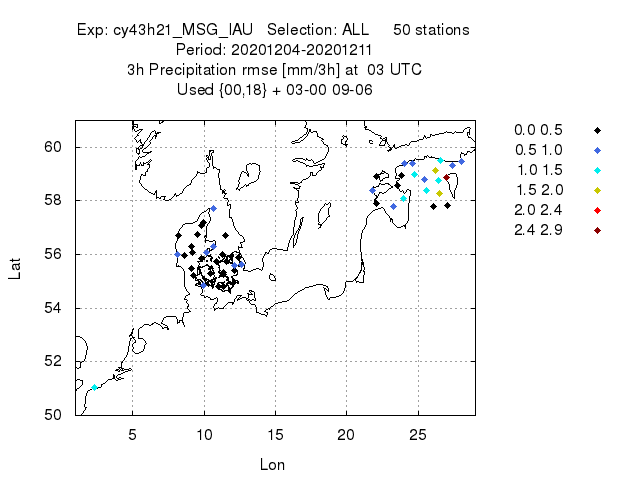 Exp: cy43h21_MSG_IAU   Selection: ALL     50 stations
Period: 20201204-20201211
3h Precipitation rmse [mm/3h] at  03 UTC
Used {00,18} + 03-00 09-06
0.0 0.5
0.5 1.0
1.0 1.5
1.5 2.0
2.0 2.4
2.4 2.9
Lat
60
58
56
54
52
50
5 10 15 20 25
Lon